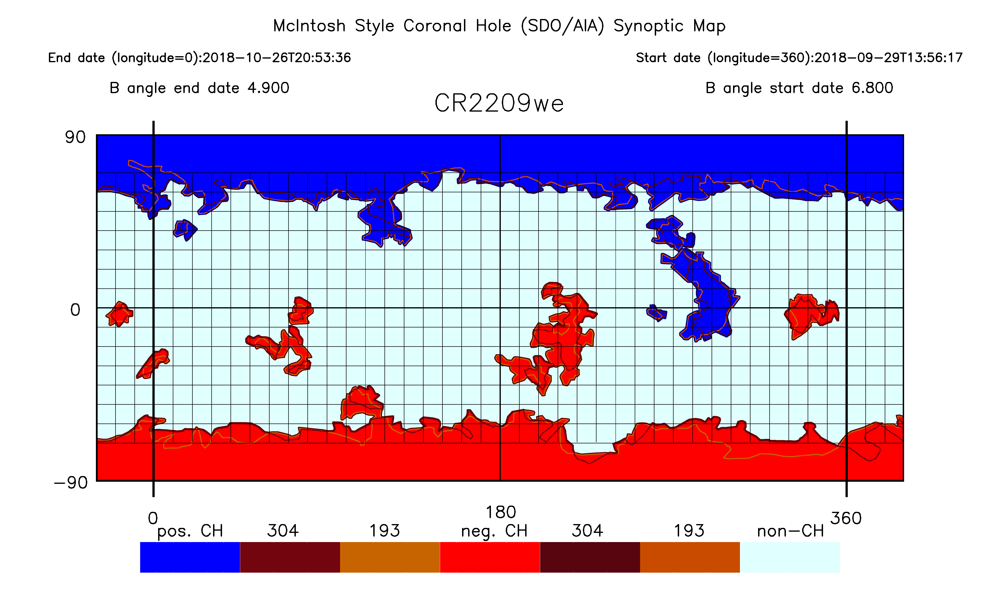 McIntosh Style Coronal Hole (SDO/AIA) Synoptic Map
End date (longitude=0):2018-10-26T20:53:36
Start date (longitude=360):2018-09-29T13:56:17
B angle end date 4.900
B angle start date 6.800
CR2209we
90
0
-90
0
180
360
pos. CH 304 193 neg. CH 304 193 non-CH